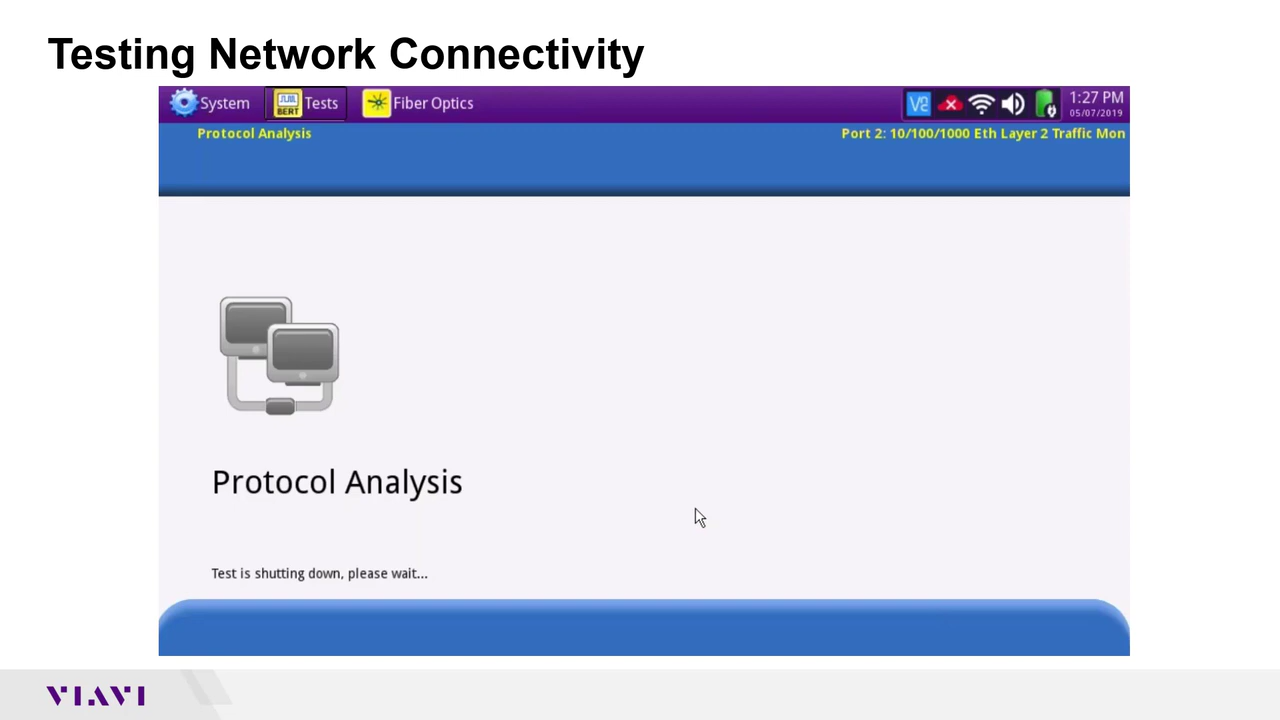 Testing Network Connectivity
System
BERT
Tests
Fiber Optics
1:27 PM
05/07/2019
Protocol Analysis
Port 2: 10/100/1000 Eth Layer 2 Traffic Mon
Protocol Analysis
Test is shutting down, please wait...
VIAVI